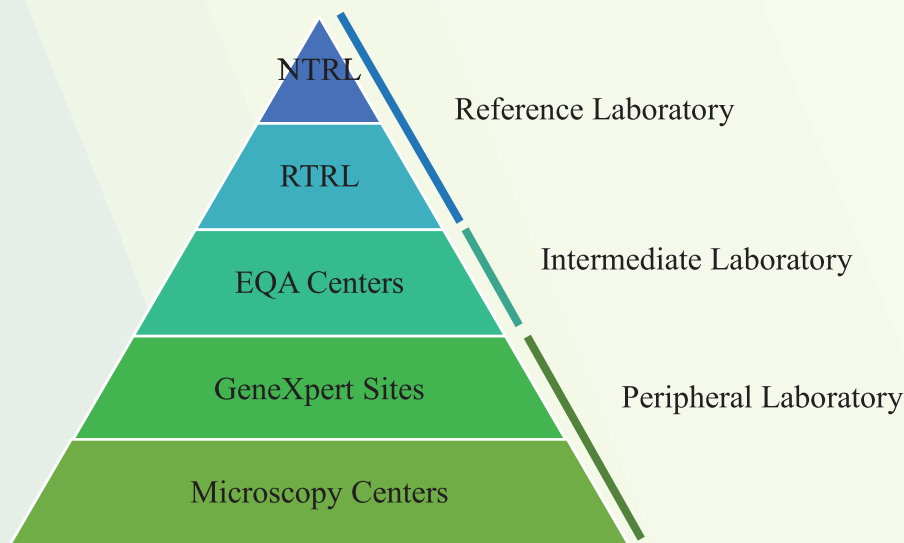 NTRL
Reference Laboratory
RTRL
Intermediate Laboratory
EQA Centers
GeneXpert Sites
Peripheral Laboratory
Microscopy Centers